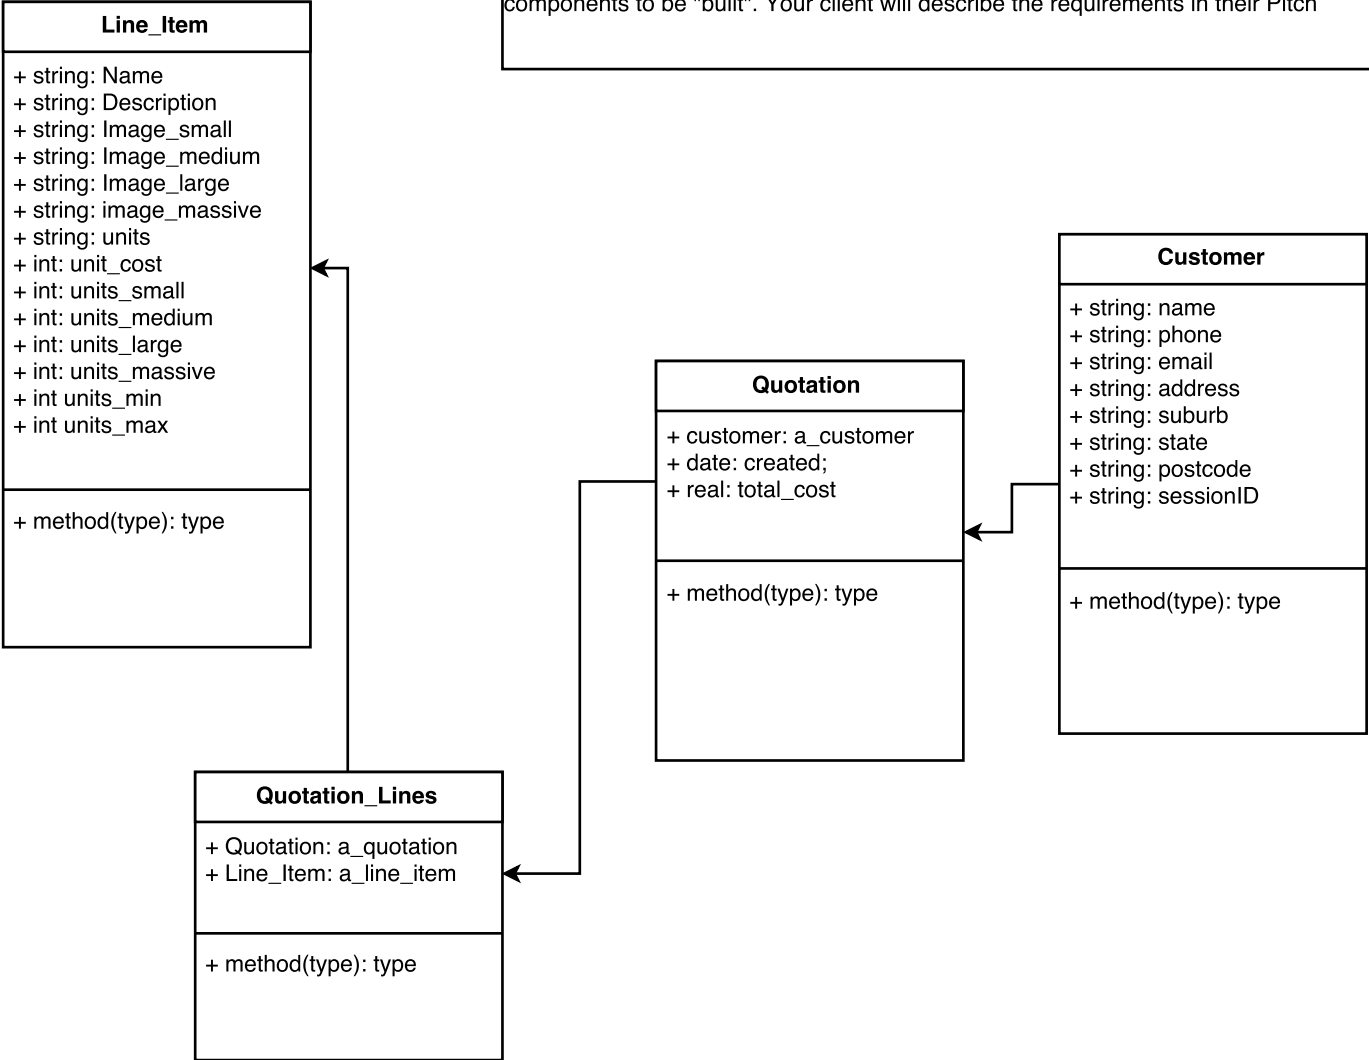 components to be "built". Your client will describe the requirements in their Pitch
Line_Item
+ string: Name
+ string: Description
+ string: Image_small
+ string: Image_medium
+ string: Image_large
+ string: image_massive
+ string: units
+ int: unit_cost
+ int: units_small
+ int: units_medium
+ int: units_large
+ int: units_massive
+ int units_min
+ int units_max
+ method(type): type
Customer
+ string: name
+ string: phone
+ string: email
+ string: address
+ string: suburb
+ string: state
+ string: postcode
+ string: sessionID
+ method(type): type
Quotation
+ customer: a_customer
+ date: created;
+ real: total_cost
+ method(type): type
Quotation_Lines
+ Quotation: a_quotation
+ Line_Item: a_line_item
+ method(type): type